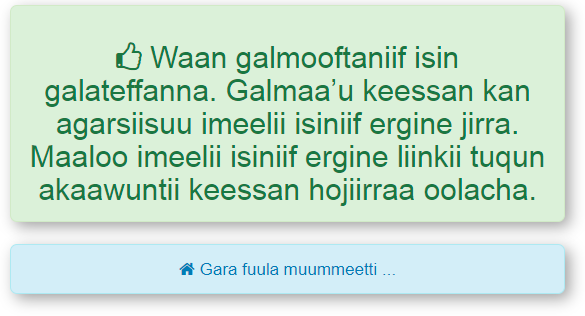 Waan galmooftaniif isin
galateffanna. Galmaa’u keessan kan
agarsiisuu imeelii isiniif ergine jirra.
Maaloo imeelii isiniif ergine liinkii tuqun
akaawuntii keessan hojiirraa oolacha.
Gara fuula muummeetti ...